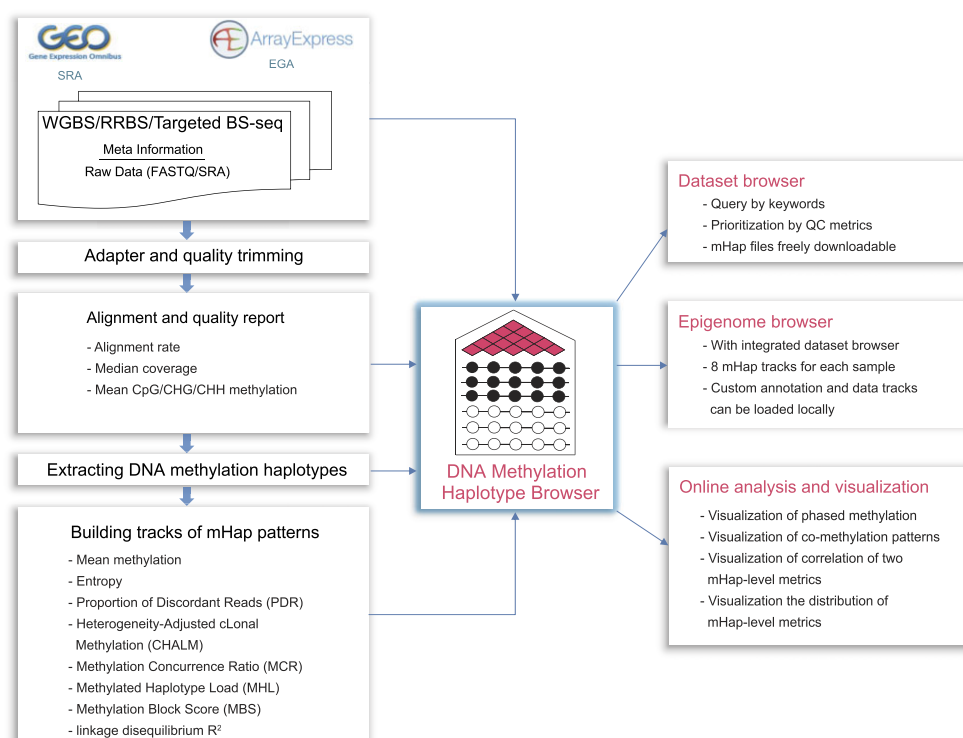 GEO
Gene Expression Omnibus
SRA
ArrayExpress
EGA
WGBS/RRBS/Targeted BS-seq
Meta Information
Raw Data (FASTQ/SRA)
Adapter and quality trimming
Alignment and quality report
- Alignment rate
- Median coverage
- Mean CpG/CHG/CHH methylation
Extracting DNA methylation haplotypes
Building tracks of mHap patterns
- Mean methylation
- Entropy
- Proportion of Discordant Reads (PDR)
- Heterogeneity-Adjusted cLonal
Methylation (CHALM)
- Methylation Concurrence Ratio (MCR)
- Methylated Haplotype Load (MHL)
- Methylation Block Score (MBS)
- linkage disequilibrium R²
DNA Methylation
Haplotype Browser
Dataset browser
- Query by keywords
- Prioritization by QC metrics
- mHap files freely downloadable
Epigenome browser
- With integrated dataset browser
- 8 mHap tracks for each sample
- Custom annotation and data tracks
can be loaded locally
Online analysis and visualization
- Visualization of phased methylation
- Visualization of co-methylation patterns
- Visualization of correlation of two
mHap-level metrics
- Visualization the distribution of
mHap-level metrics